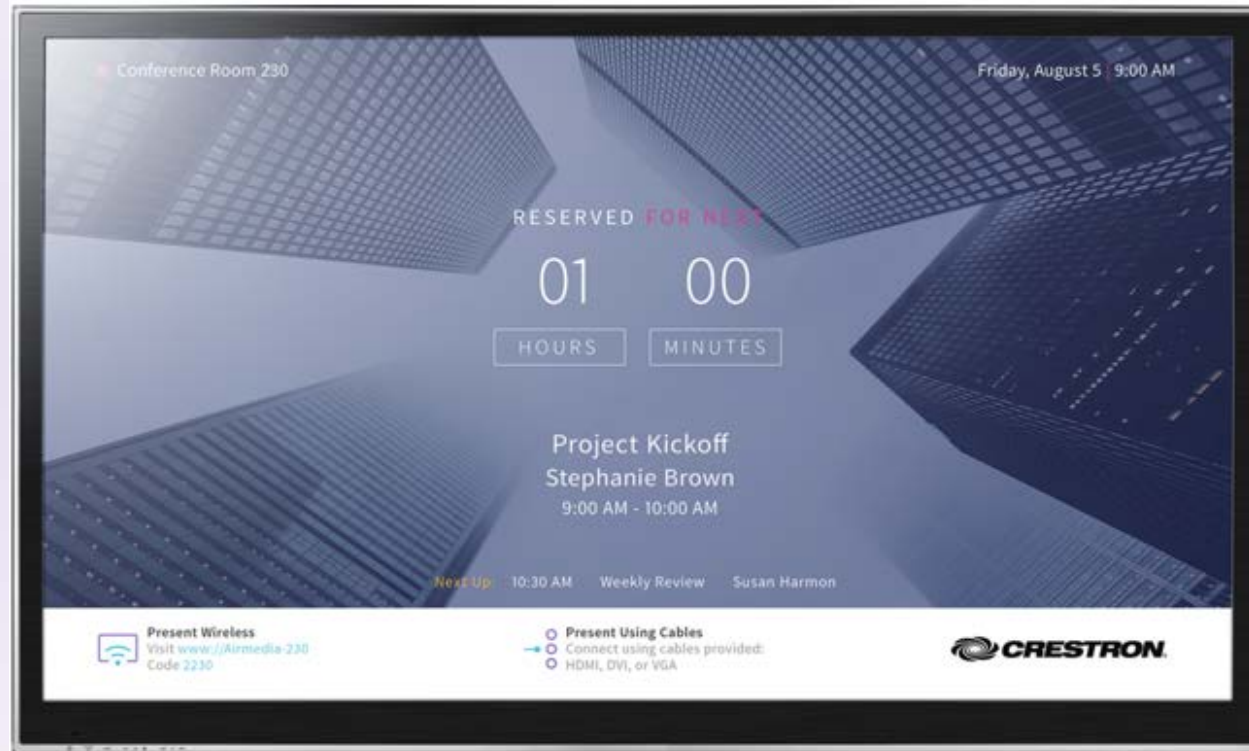 Conference Room 230
Friday, August 5 | 9:00 AM
RESERVED FOR NEXT
01 00
HOURS MINUTES
Project Kickoff
Stephanie Brown
9:00 AM - 10:00 AM
Next Up 10:30 AM Weekly Review Susan Harmon
Present Wireless
Visit www://Airmedia-230
Code 2230
Present Using Cables
Connect using cables provided:
HDMI, DVI, or VGA
CRESTRON